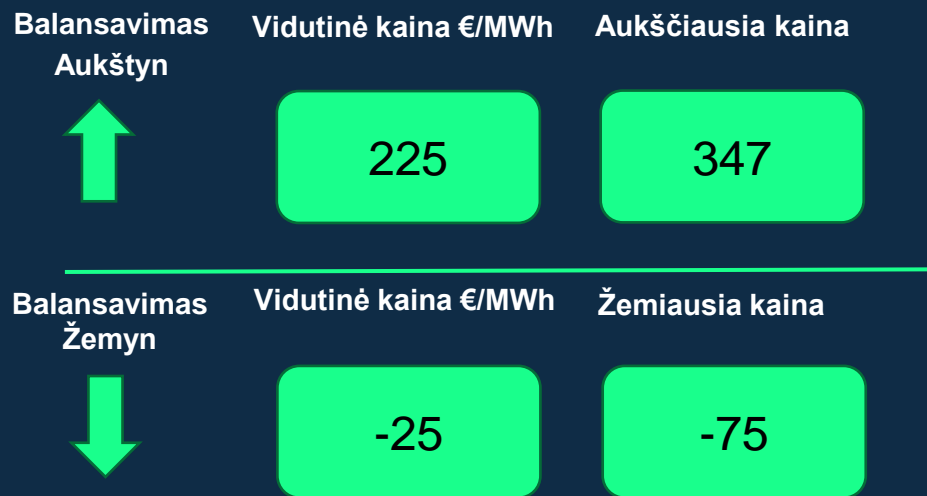 Balansavimas Aukštyn
Vidutinė kaina €/MWh
Aukščiausia kaina
225
347
Balansavimas Žemyn
Vidutinė kaina €/MWh
Žemiausia kaina
-25
-75